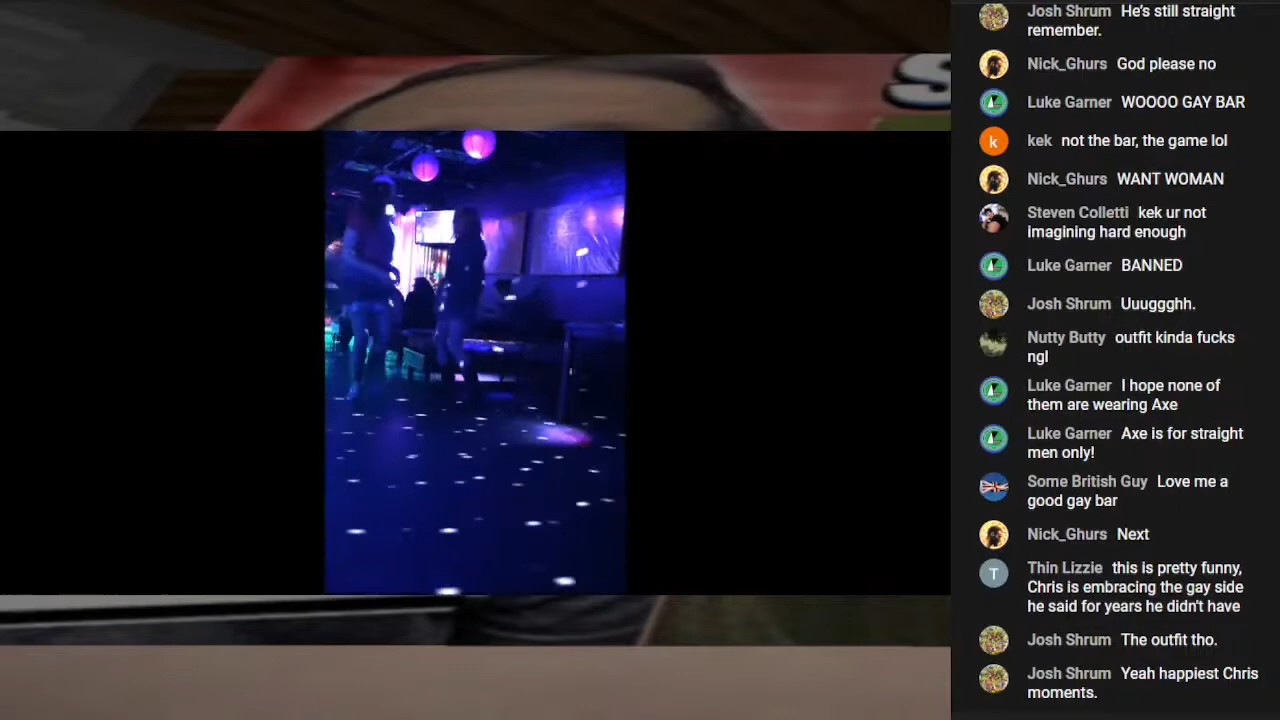 Josh Shrum He's still straight
remember.
Nick_Ghurs God please no
Luke Garner WOOOO GAY BAR
k
kek not the bar, the game lol
Nick_Ghurs WANT WOMAN
Steven Colletti kek ur not
imagining hard enough
Luke Garner BANNED
Josh Shrum Uuuggghh.
Nutty Butty outfit kinda fucks
ngl
Luke Garner I hope none of
them are wearing Axe
Luke Garner Axe is for straight
men only!
Some British Guy Love me a
good gay bar
Nick_Ghurs Next
T
Thin Lizzie this is pretty funny,
Chris is embracing the gay side
he said for years he didn't have
Josh Shrum The outfit tho.
Josh Shrum Yeah happiest Chris
moments.